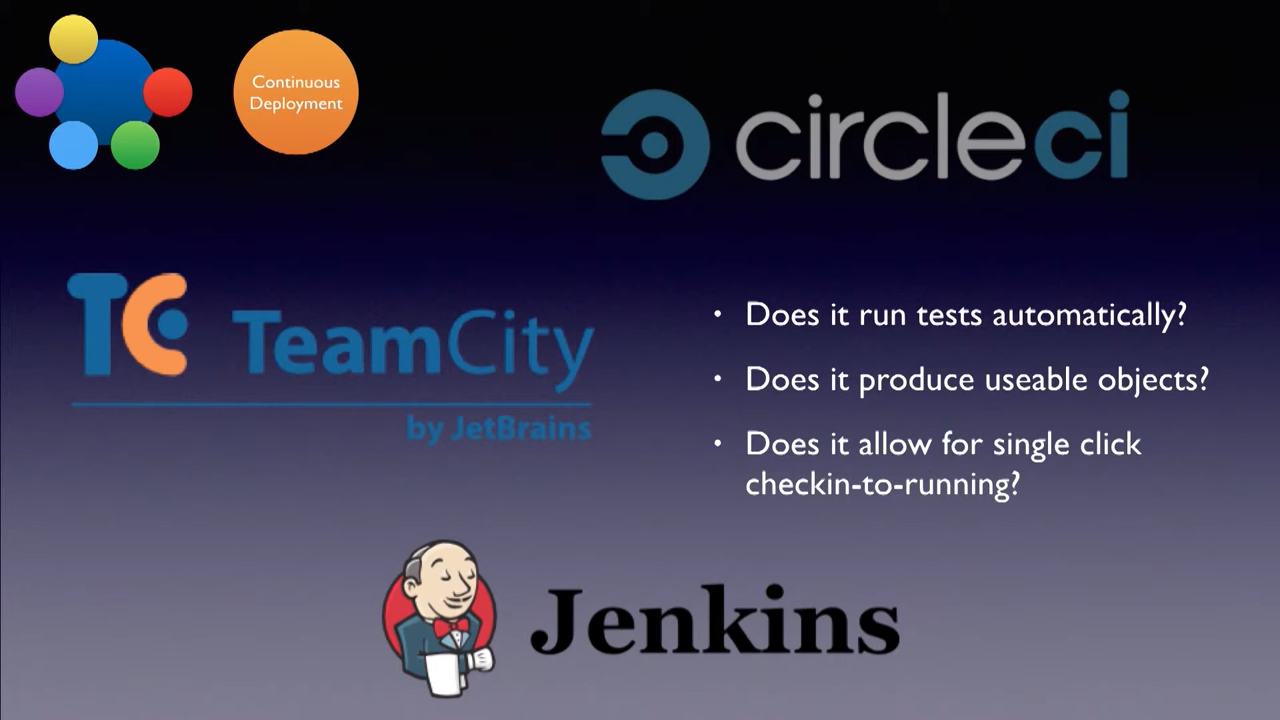 Continuous
Deployment
circleci
TC
TeamCity
by JetBrains
• Does it run tests automatically?
• Does it produce useable objects?
• Does it allow for single click
checkin-to-running?
Jenkins